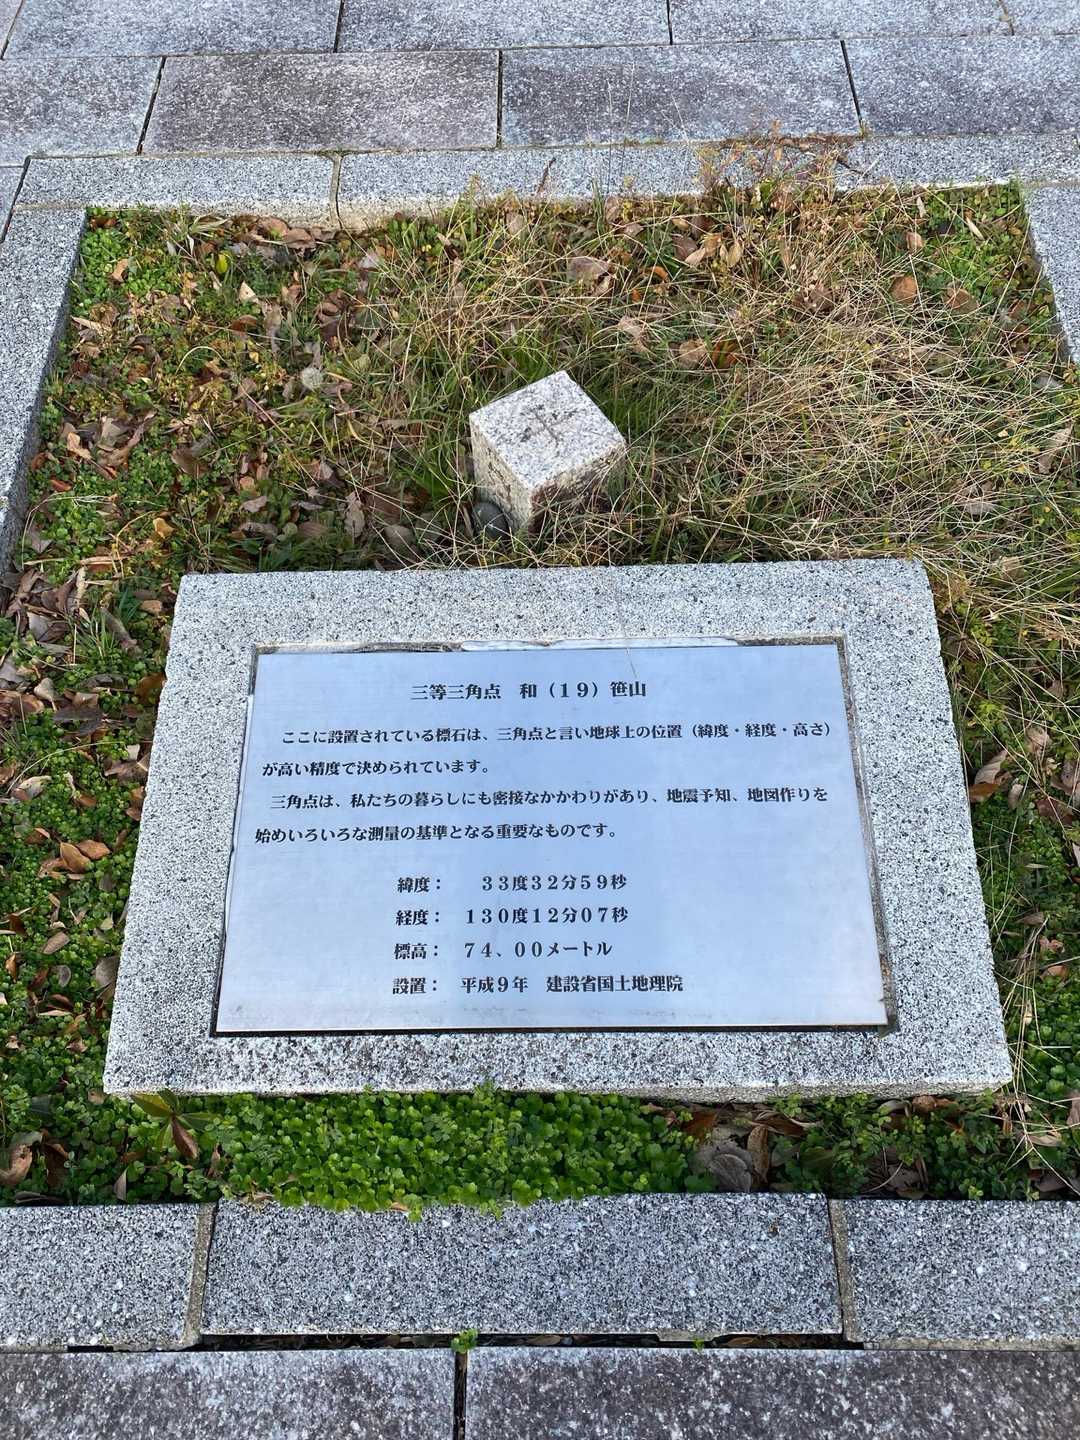 三等三角点 和（１９）笹山
ここに設置されている標石は、三角点と言い地球上の位置（緯度・経度・高さ）
が高い精度で決められています。
三角点は、私たちの暮らしにも密接なかかわりがあり、地震予知、地図作りを
始めいろいろな測量の基準となる重要なものです。
緯度： ３３度３２分５９秒
経度： １３０度１２分０７秒
標高： ７４、００メートル
設置： 平成９年 建設省国土地理院